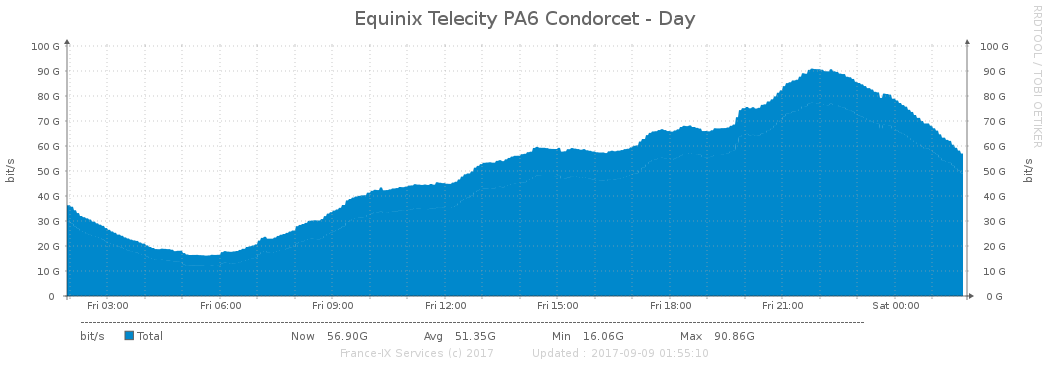 Equinix Telecity PA6 Condorcet - Day
RRDTOOL / TOBI OETIKER
100 G 100 G
90 G 90 G
80 G 80 G
70 G 70 G
60 G 60 G
50 G 50 G
40 G 40 G
30 G 30 G
20 G 20 G
10 G 10 G
0 0 G
bit/s bit/s
Fri 03:00 Fri 06:00 Fri 09:00 Fri 12:00 Fri 15:00 Fri 18:00 Fri 21:00 Sat 00:00
bit/s Total Now 56.90G Avg 51.35G Min 16.06G Max 90.86G
France-IX Services (c) 2017 Updated : 2017-09-09 01:55:10